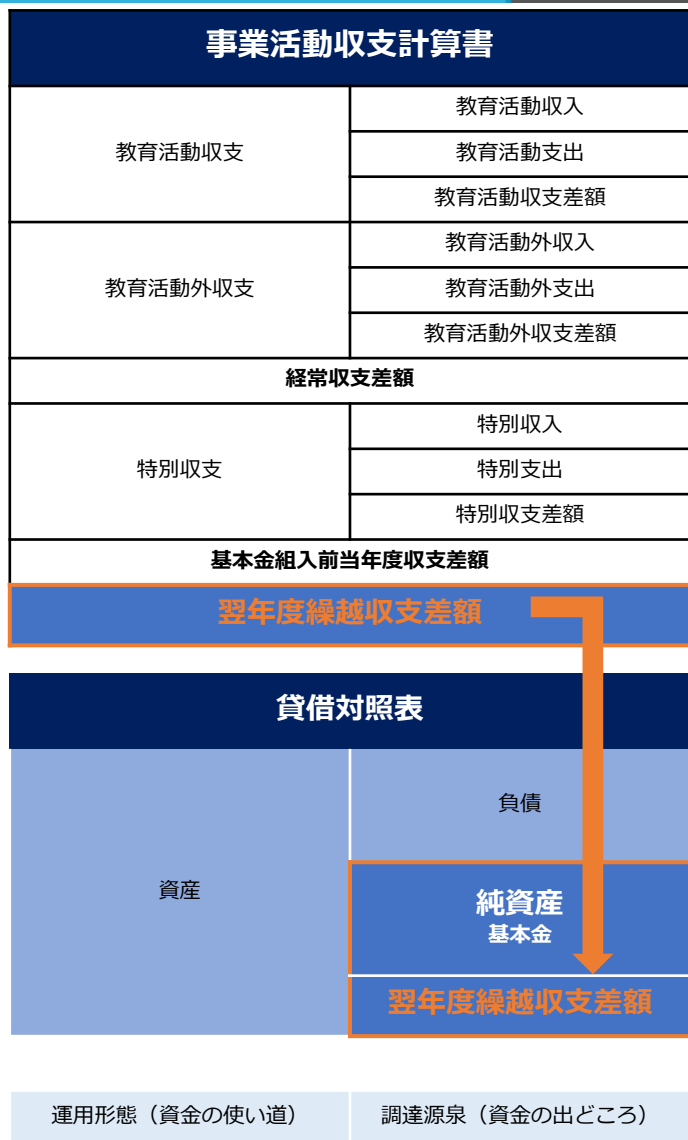 事業活動収支計算書
教育活動収支
教育活動収入
教育活動支出
教育活動収支差額
教育活動外収支
教育活動外収入
教育活動外支出
教育活動外収支差額
経常収支差額
特別収支
特別収入
特別支出
特別収支差額
基本金組入前当年度収支差額
翌年度繰越収支差額
貸借対照表
資産
負債
純資産
基本金
翌年度繰越収支差額
運用形態（資金の使い道）
調達源泉（資金の出どころ）